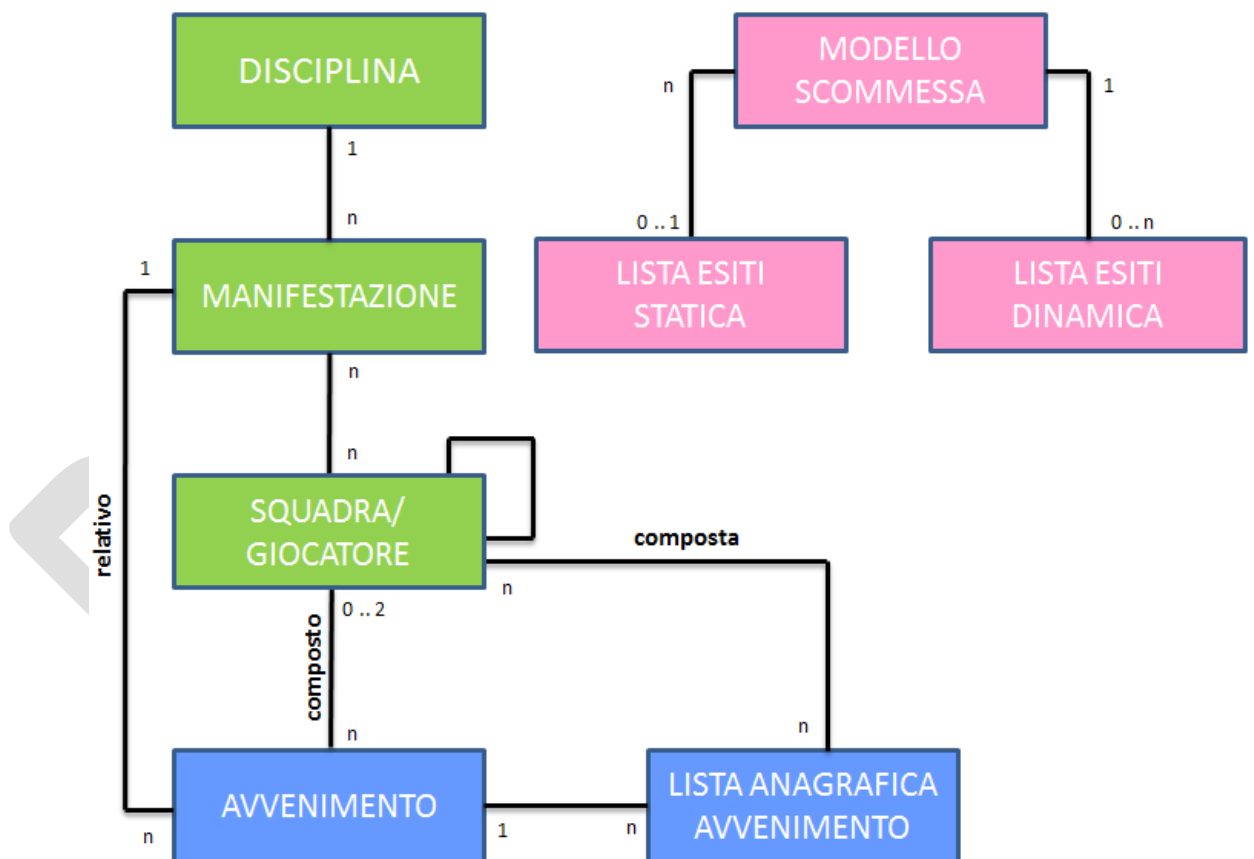 DISCIPLINA
MODELLO
SCOMMESSA
n
1
1
n
0 .. 1
0 .. n
1
MANIFESTAZIONE
LISTA ESITI
STATICA
LISTA ESITI
DINAMICA
n
n
relativo
SQUADRA/
GIOCATORE
composta
n
0 .. 2
composto
n
n
AVVENIMENTO
LISTA ANAGRAFICA
AVVENIMENTO
n
1
n